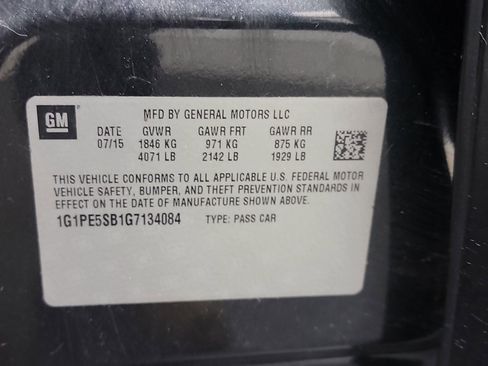 GM
MFD BY GENERAL MOTORS LLC
DATE GVWR GAWR FRT GAWR RR
07/15 1846 KG 971 KG 875 KG
4071 LB 2142 LB 1929 LB
THIS VEHICLE CONFORMS TO ALL APPLICABLE U.S. FEDERAL MOTOR
VEHICLE SAFETY, BUMPER, AND THEFT PREVENTION STANDARDS IN
EFFECT ON THE DATE OF MANUFACTURE SHOWN ABOVE.
1G1PE5SB1G7134084 TYPE: PASS CAR